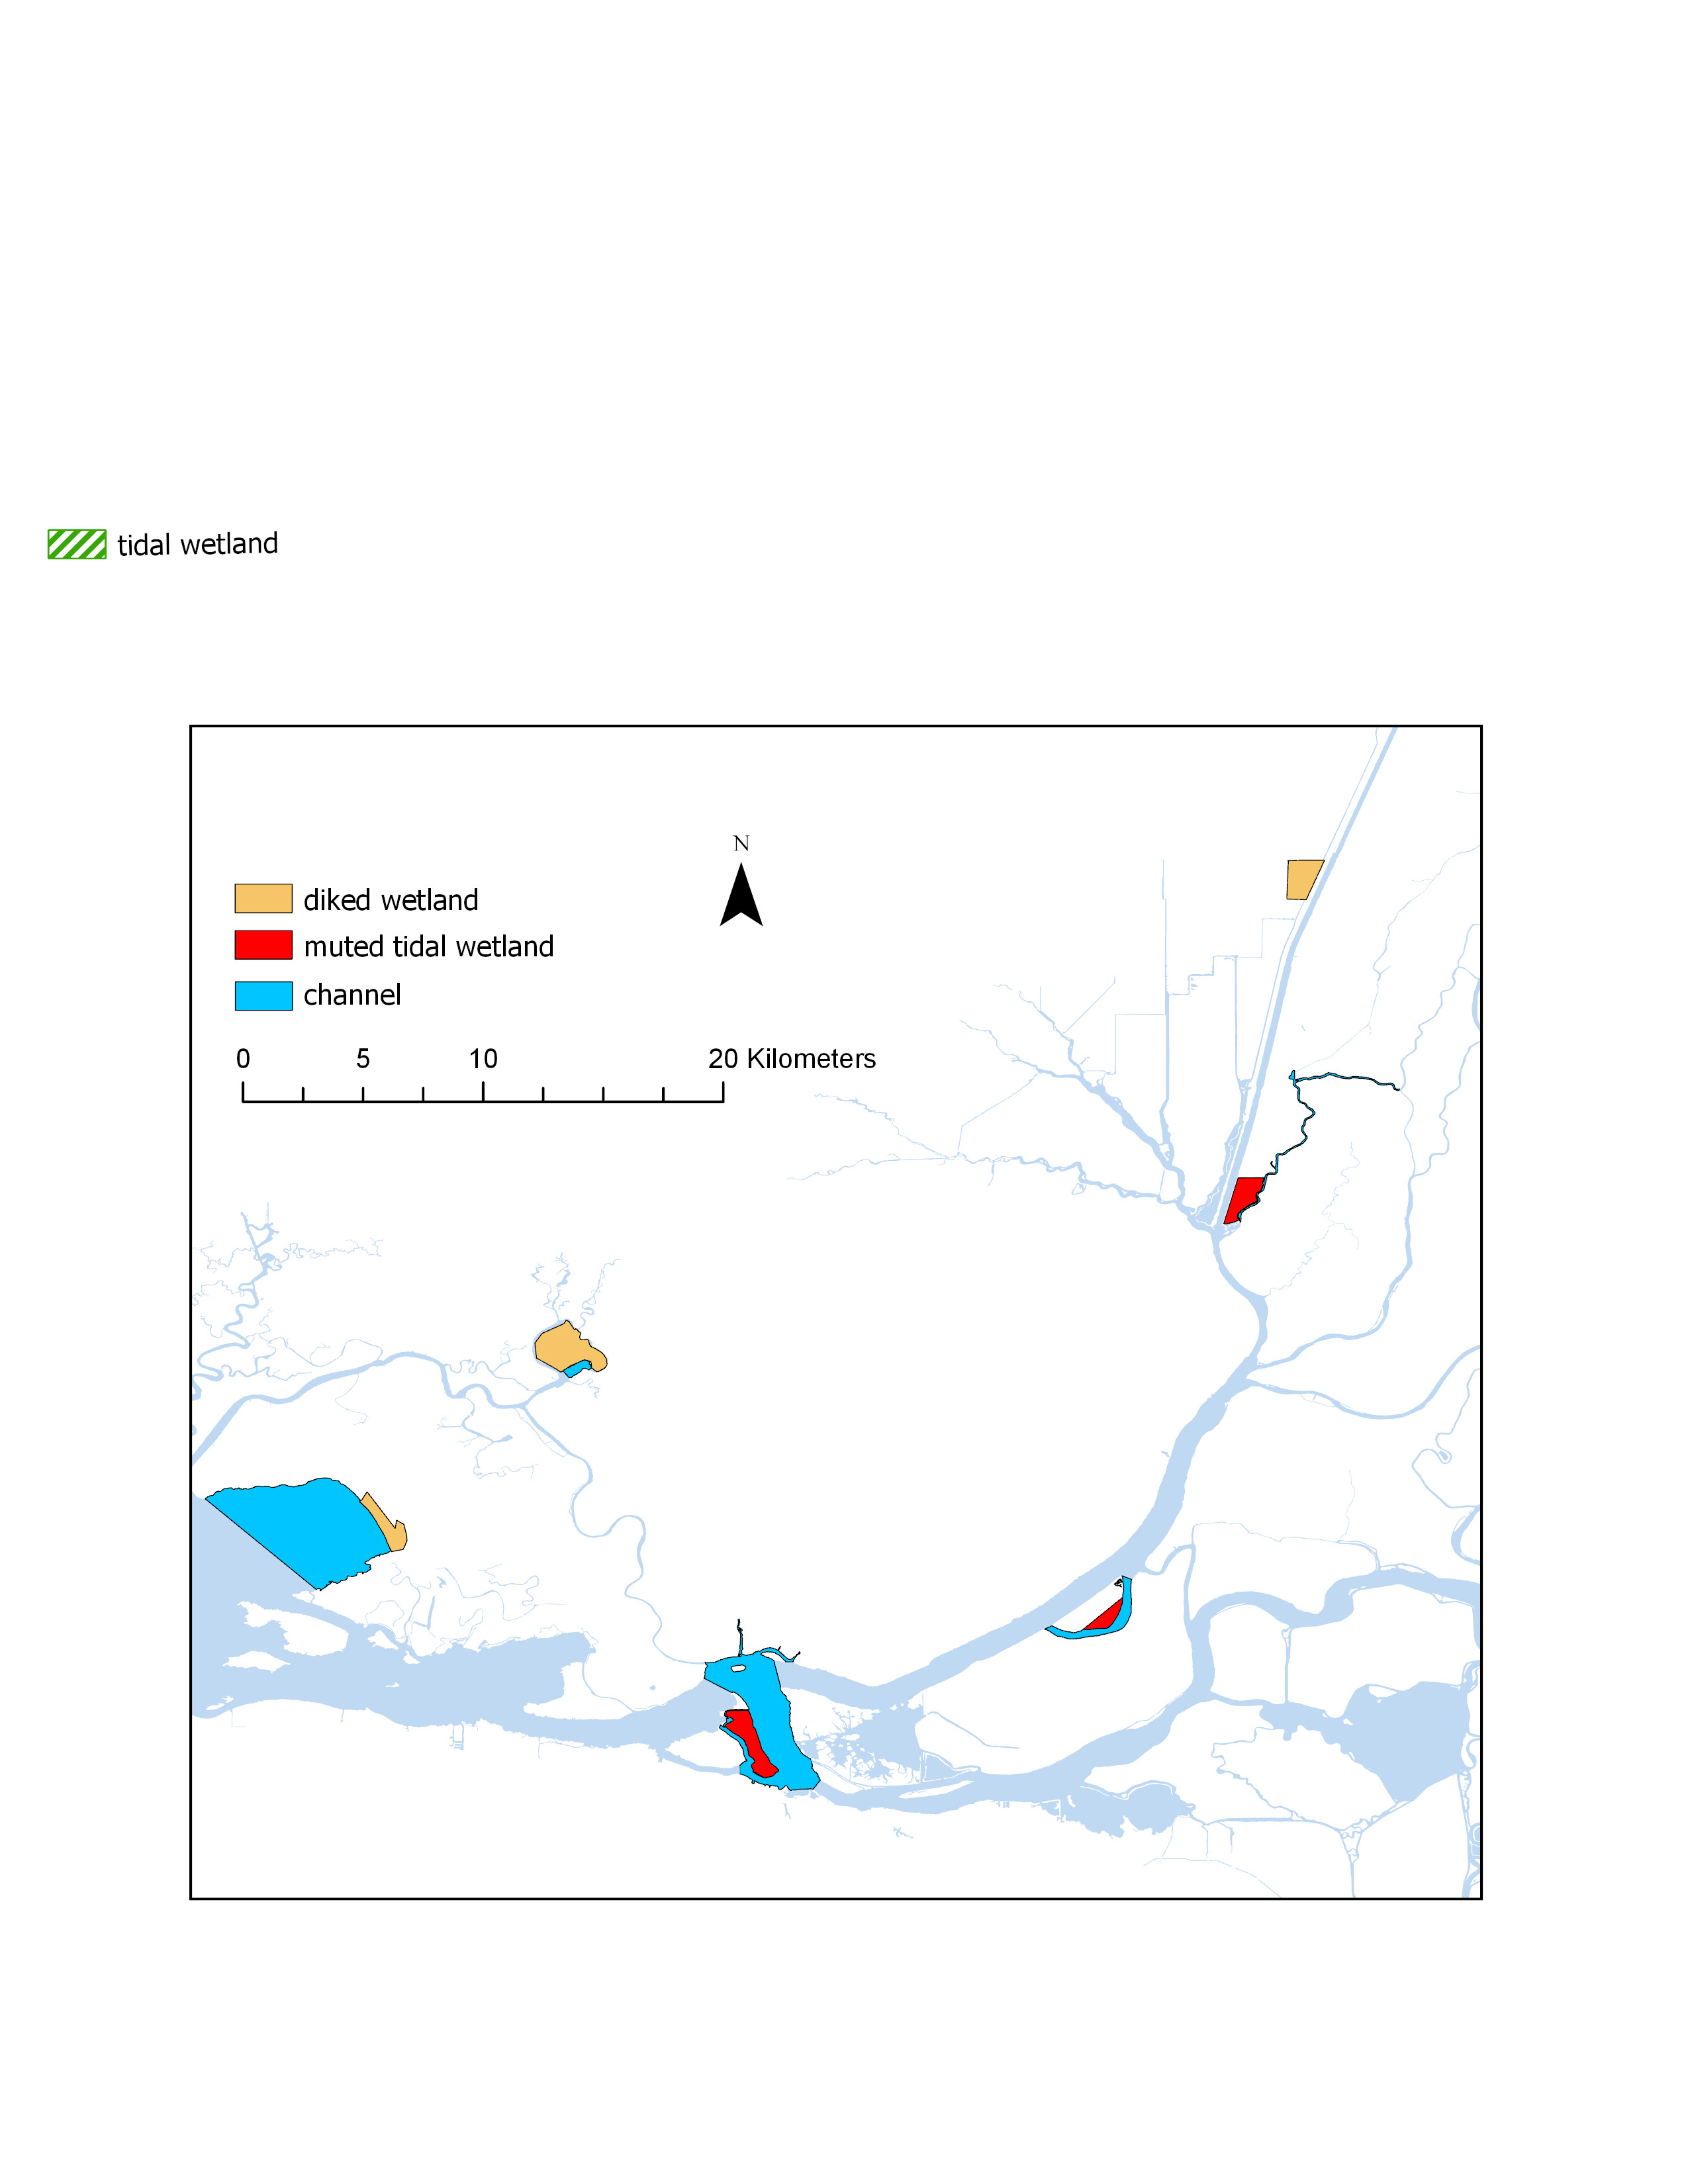 tidal wetland
N
diked wetland
muted tidal wetland
channel
0 5 10 20 Kilometers